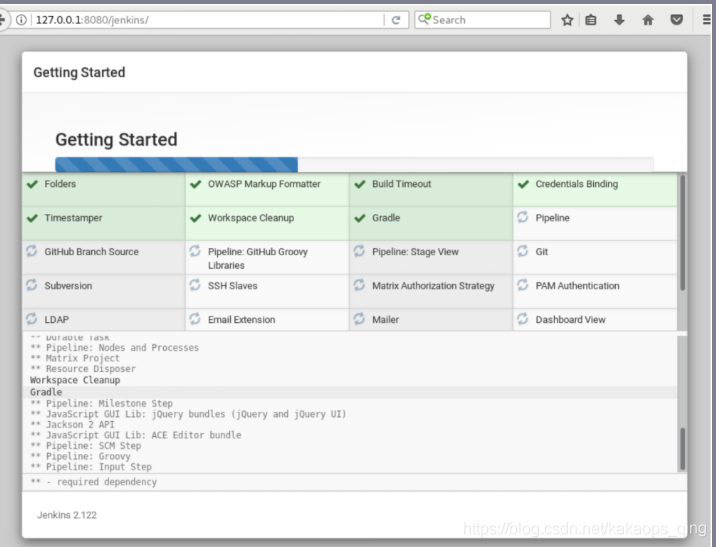 127.0.0.1:8080/jenkins/
Search
Getting Started
Getting Started
Folders
OWASP Markup Formatter
Build Timeout
Credentials Binding
Timestamper
Workspace Cleanup
Gradle
Pipeline
GitHub Branch Source
Pipeline: GitHub Groovy
Libraries
Pipeline: Stage View
Git
Subversion
SSH Slaves
Matrix Authorization Strategy
PAM Authentication
LDAP
Email Extension
Mailer
Dashboard View
** Durable Task
** Pipeline: Nodes and Processes
** Matrix Project
** Resource Disposer
Workspace Cleanup
Gradle
** Pipeline: Milestone Step
** JavaScript GUI Lib: jQuery bundles (jQuery and jQuery UI)
** Jackson 2 API
** JavaScript GUI Lib: ACE Editor bundle
** Pipeline: SCM Step
** Pipeline: Groovy
** Pipeline: Input Step
** - required dependency
Jenkins 2.122
https://blog.csdn.net/kakaops_qing